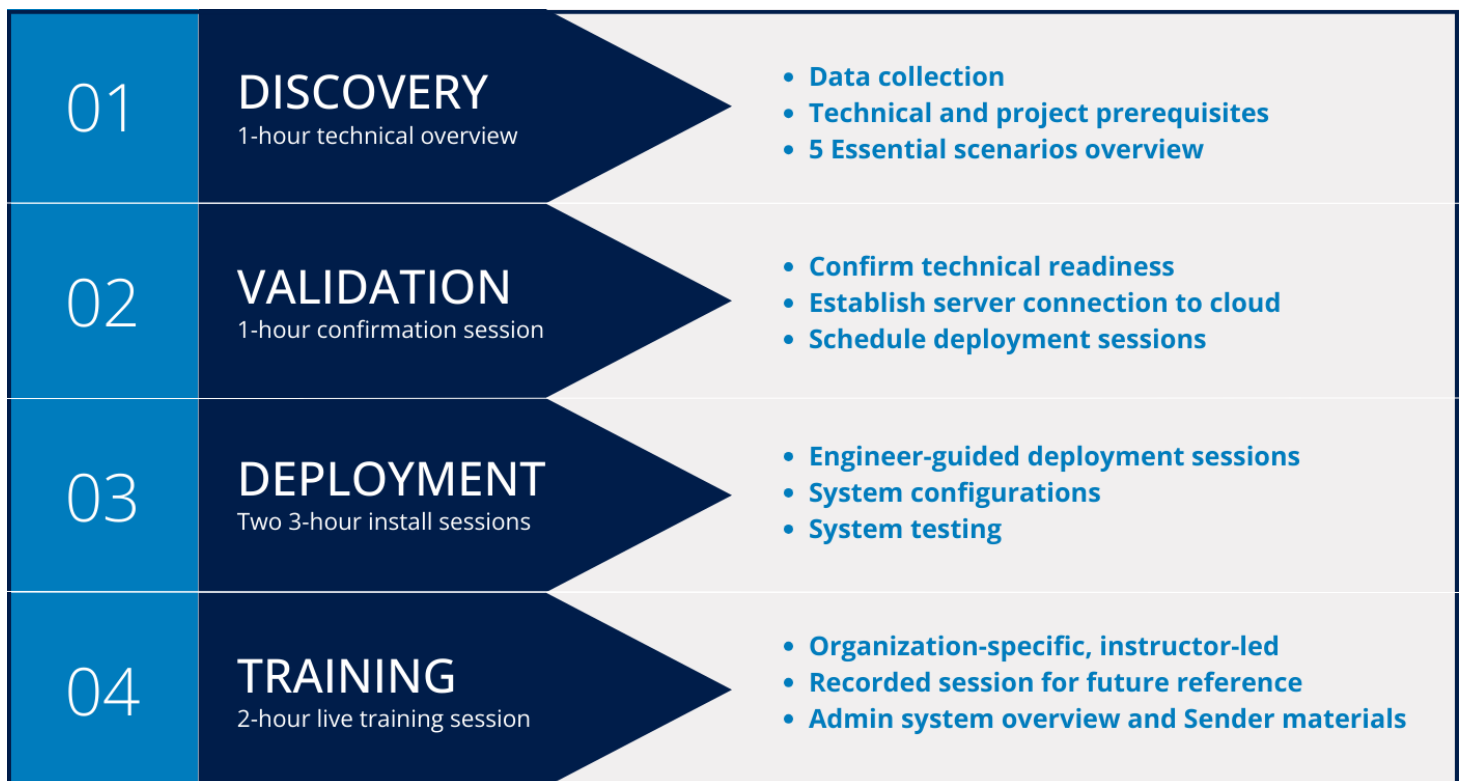 01
DISCOVERY
1-hour technical overview
• Data collection
• Technical and project prerequisites
• 5 Essential scenarios overview
02
VALIDATION
1-hour confirmation session
• Confirm technical readiness
• Establish server connection to cloud
• Schedule deployment sessions
03
DEPLOYMENT
Two 3-hour install sessions
• Engineer-guided deployment sessions
• System configurations
• System testing
04
TRAINING
2-hour live training session
• Organization-specific, instructor-led
• Recorded session for future reference
• Admin system overview and Sender materials